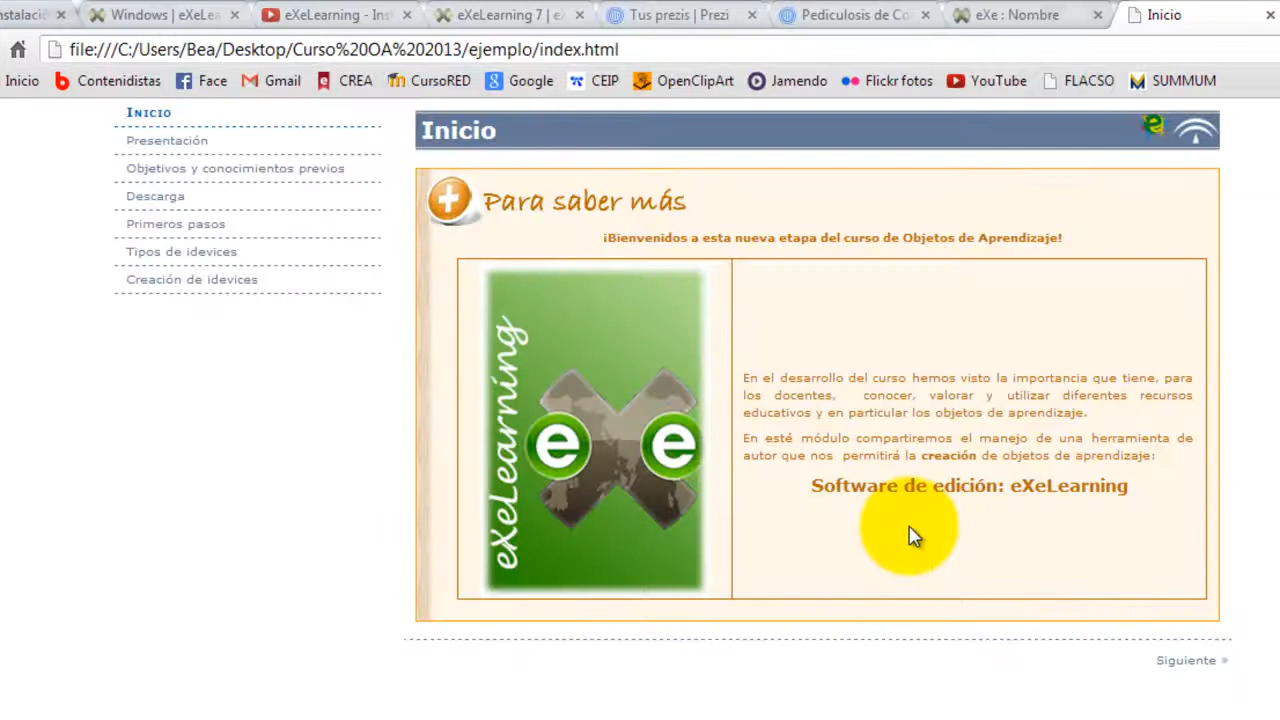 nstalació
Windows | eXeLea
eXeLearning - Ins
eXeLearning 7 | e
Tus prezis | Prezi
Pediculosis de Co
eXe : Nombre
Inicio
file:///C:/Users/Bea/Desktop/Curso%20OA%202013/ejemplo/index.html
Inicio
Contenidistas
Face
Gmail
CREA
CursoRED
Google
CEIP
OpenClipArt
Jamendo
Flickr fotos
YouTube
FLACSO
SUMMUM
INICIO
Presentación
Objetivos y conocimientos previos
Descarga
Primeros pasos
Tipos de idevices
Creación de idevices
Inicio
Para saber más
¡Bienvenidos a esta nueva etapa del curso de Objetos de Aprendizaje!
eXeLearning
e e
En el desarrollo del curso hemos visto la importancia que tiene, para
los docentes, conocer, valorar y utilizar diferentes recursos
educativos y en particular los objetos de aprendizaje.
En esté módulo compartiremos el manejo de una herramienta de
autor que nos permitirá la creación de objetos de aprendizaje:
Software de edición: eXeLearning
Siguiente »